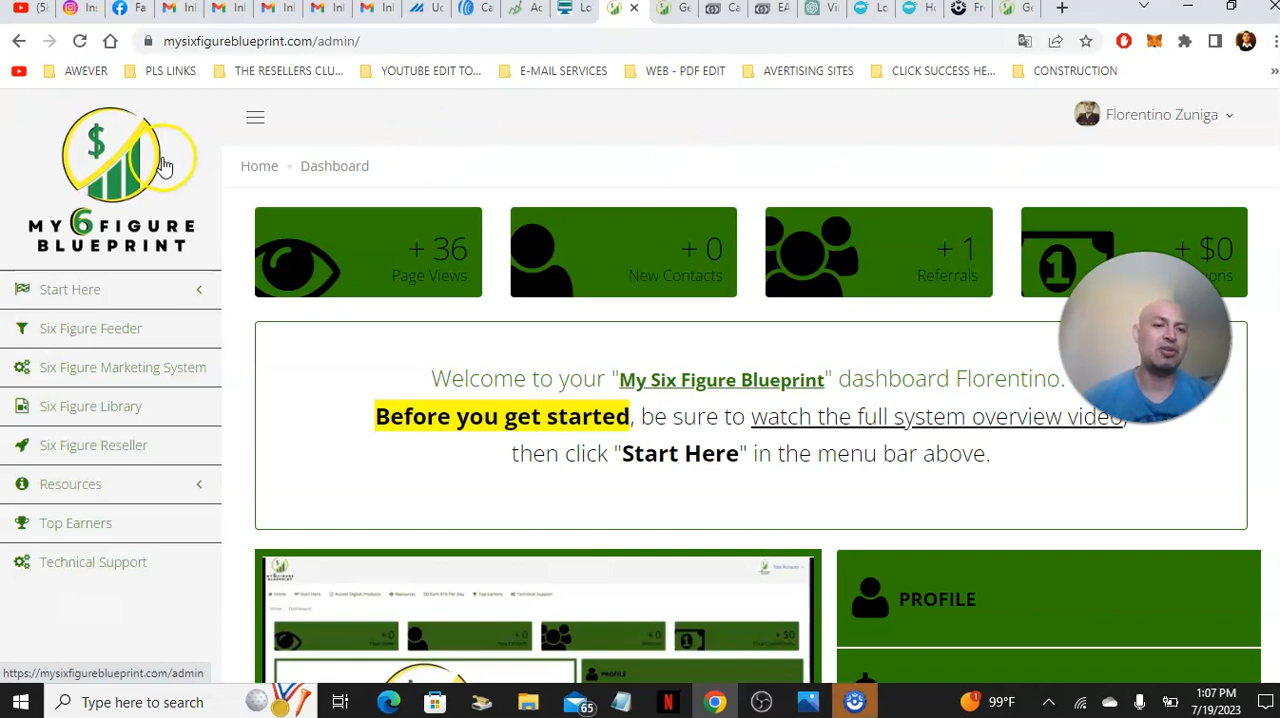 mysixfigureblueprint.com/admin/
AWEVER
PLS LINKS
THE RESELLERS CLU...
YOUTUBE EDIT TO...
E-MAIL SERVICES
WEB - PDF EDIT
AVERTISING SITES
CLICK SUCCESS HE...
CONSTRUCTION
Florentino Zuniga
Home
Dashboard
$
MY 6 FIGURE
BLUEPRINT
Start Here
Six Figure Feeder
Six Figure Marketing System
Six Figure Library
Six Figure Reseller
Resources
Top Earners
Technical Support
+ 36
Page Views
+ 0
New Contacts
+ 1
Referrals
+ $0
Welcome to your "My Six Figure Blueprint" dashboard Florentino.
Before you get started, be sure to watch the full system overview video,
then click "Start Here" in the menu bar above.
PROFILE
https://mysixfigureblueprint.com/admin
Type here to search
65
99°F
1:07 PM
7/19/2023